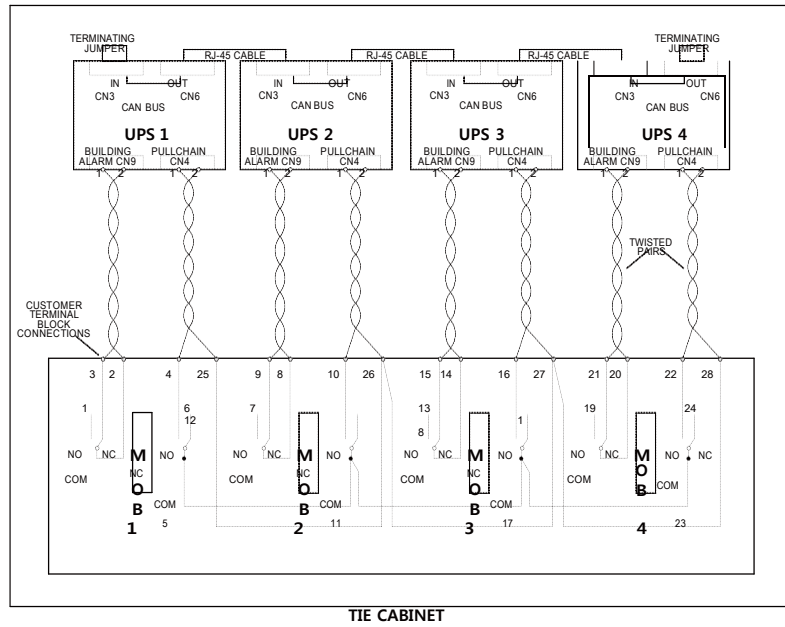 TERMINATING
JUMPER
RJ-45 CABLE
RJ-45 CABLE
RJ-45 CABLE
TERMINATING
JUMPER
IN OUT
CN3 CN6
CAN BUS
UPS 1
BUILDING PULLCHAIN
ALARM CN9 CN4
1 2 1 2
IN OUT
CN3 CN6
CAN BUS
UPS 2
BUILDING PULLCHAIN
ALARM CN9 CN4
1 2 1 2
IN OUT
CN3 CN6
CAN BUS
UPS 3
BUILDING PULLCHAIN
ALARM CN9 CN4
1 2 1 2
IN OUT
CN3 CN6
CAN BUS
UPS 4
BUILDING PULLCHAIN
ALARM CN9 CN4
1 2 1 2
TWISTED
PAIRS
CUSTOMER
TERMINAL
BLOCK
CONNECTIONS
3 2 4 25 9 8 10 26 15 14 16 27 21 20 22 28
1 6 7 13 1 19 24
12 8
NO NC M NO NO NC M NO NO NC M NO NO NC M NO NC
COM NC O COM NC O COM NC O COM O COM
B COM B COM B COM B
1 5 2 11 3 17 4 23
TIE CABINET